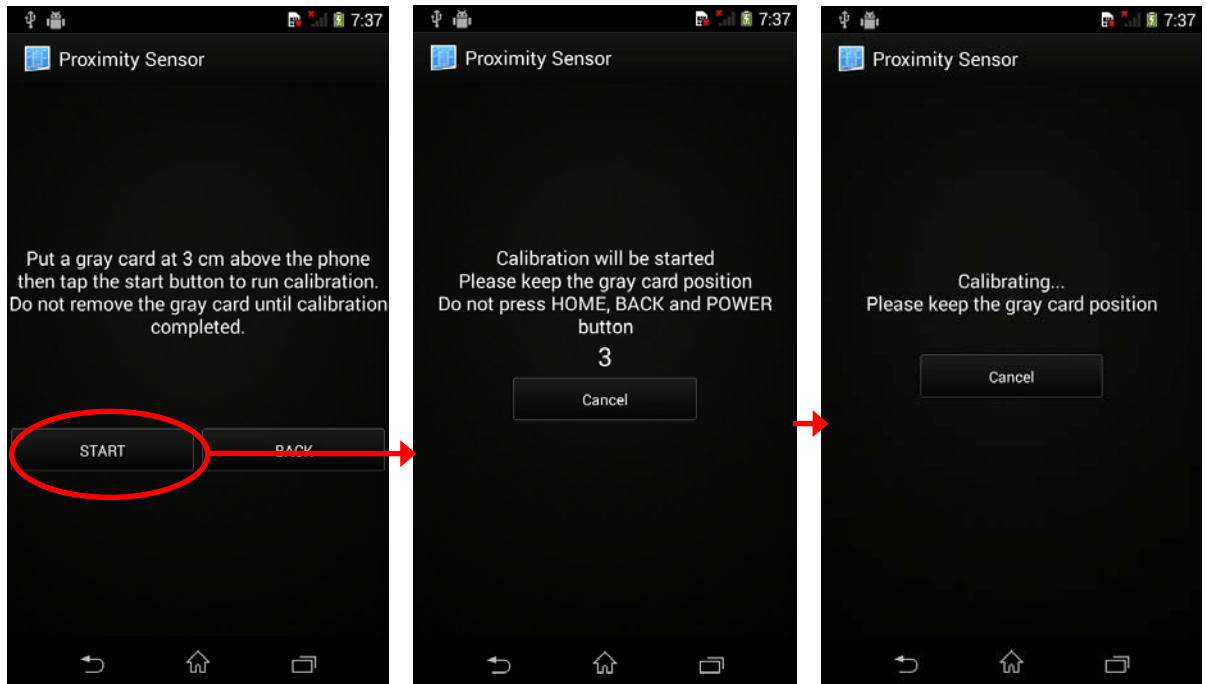 7:37
Proximity Sensor
Put a gray card at 3 cm above the phone
then tap the start button to run calibration.
Do not remove the gray card until calibration
completed.
START
BACK
7:37
Proximity Sensor
Calibration will be started
Please keep the gray card position
Do not press HOME, BACK and POWER
button
3
Cancel
7:37
Proximity Sensor
Calibrating...
Please keep the gray card position
Cancel